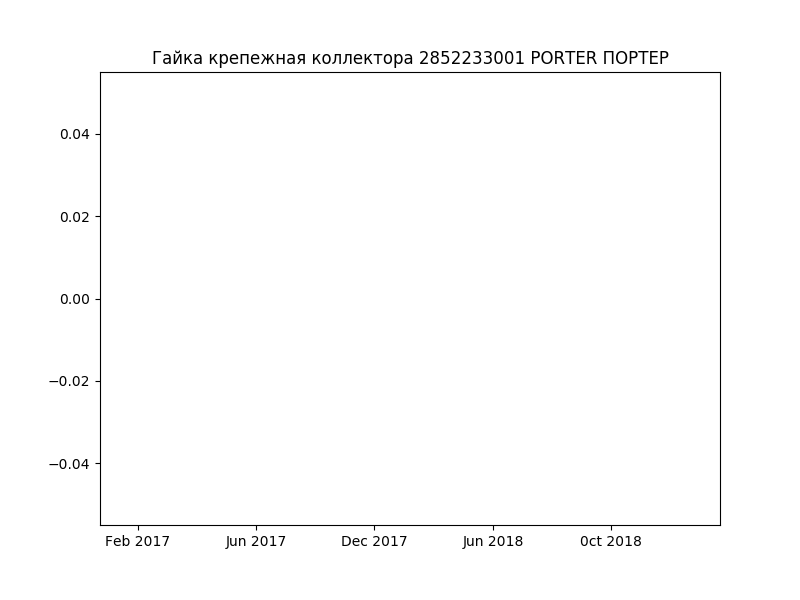 Гайка крепежная коллектора 2852233001 PORTER ПОРТЕР
0.04
0.02
0.00
−0.02
−0.04
Feb 2017
Jun 2017
Dec 2017
Jun 2018
0ct 2018